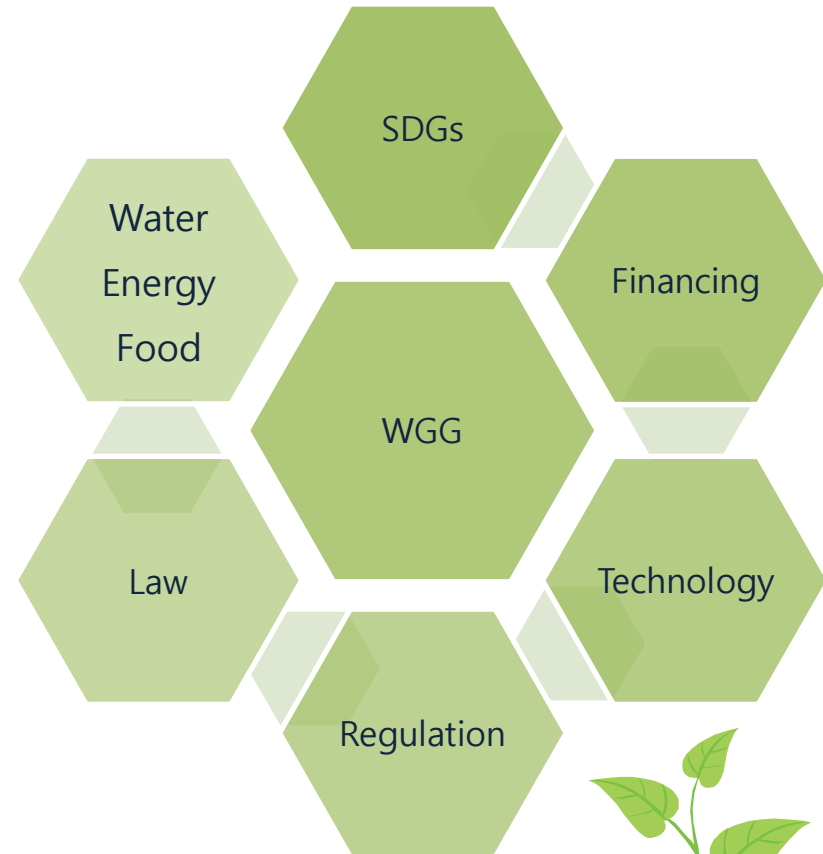 SDGs
Water
Energy
Food
Financing
WGG
Law
Technology
Regulation